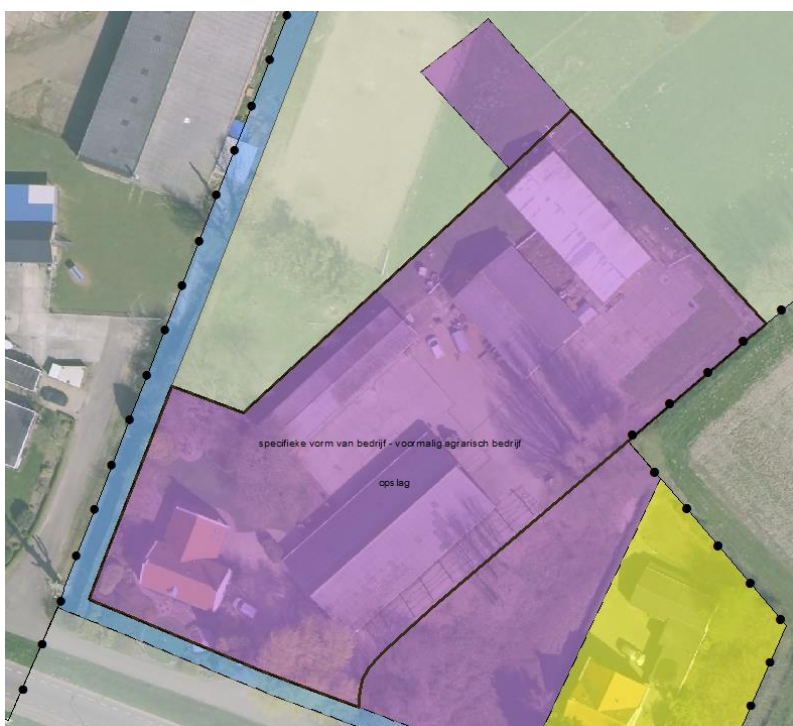 specifieke vorm van bedrijf - voormalig agrarisch bedrijf
opslag